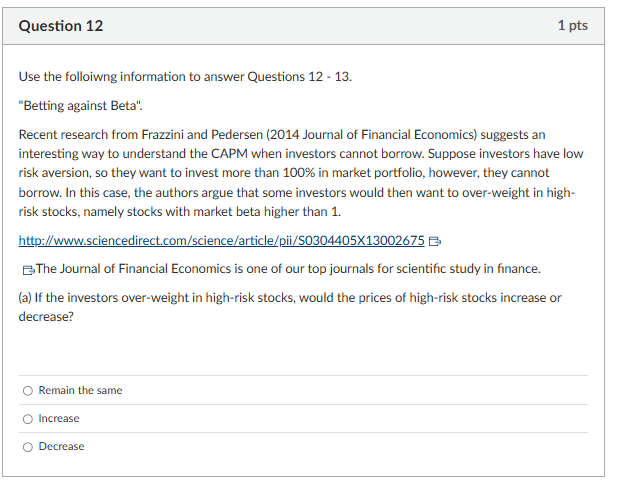 Question 12
1 pts
Use the folloiwng information to answer Questions 12 - 13.
"Betting against Beta".
Recent research from Frazzini and Pedersen (2014 Journal of Financial Economics) suggests an
interesting way to understand the CAPM when investors cannot borrow. Suppose investors have low
risk aversion, so they want to invest more than 100% in market portfolio, however, they cannot
borrow. In this case, the authors argue that some investors would then want to over-weight in high-
risk stocks, namely stocks with market beta higher than 1.
http://www.sciencedirect.com/science/article/pii/S0304405X13002675
The Journal of Financial Economics is one of our top journals for scientific study in finance.
(a) If the investors over-weight in high-risk stocks, would the prices of high-risk stocks increase or
decrease?
Remain the same
Increase
Decrease